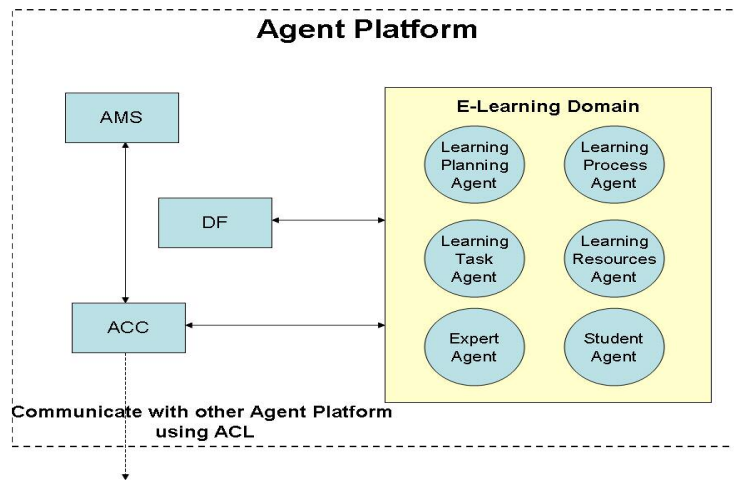 Agent Platform
E-Learning Domain
AMS
Learning
Planning
Agent
Learning
Process
Agent
DF
Learning
Task
Agent
Learning
Resources
Agent
ACC
Expert
Agent
Student
Agent
Communicate with other Agent Platform
using ACL